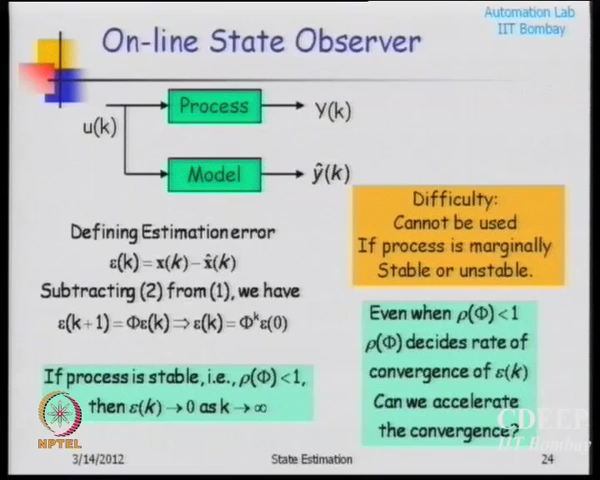 Automation Lab
IIT Bombay
On-line State Observer
Process
Y(k)
u(k)
Model
ŷ(k)
Difficulty:
Cannot be used
If process is marginally
Stable or unstable.
Defining Estimation error
ε(k) = x(k) − x̂(k)
Subtracting (2) from (1), we have
ε(k+1) = Φε(k) ⇒ ε(k) = Φᵏε(0)
If process is stable, i.e., ρ(Φ) < 1,
then ε(k) → 0 as k → ∞
Even when ρ(Φ) < 1
ρ(Φ) decides rate of
convergence of ε(k)
Can we accelerate
the convergence?
CDEEP
IIT Bombay
NPTEL
3/14/2012
State Estimation
24